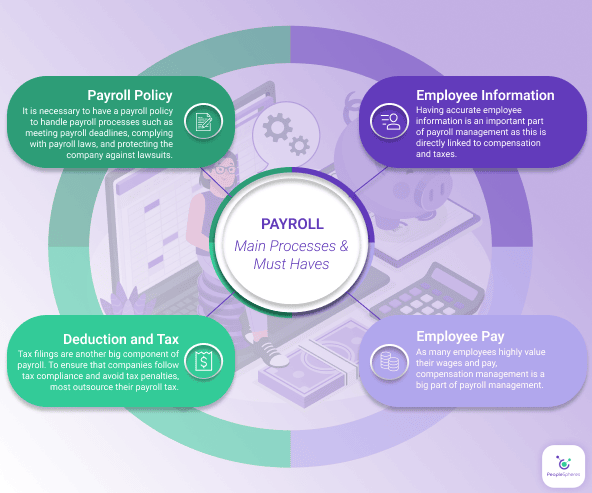 Payroll Policy
It is necessary to have a payroll policy
to handle payroll processes such as
meeting payroll deadlines, complying
with payroll laws, and protecting the
company against lawsuits.
Employee Information
Having accurate employee
information is an important part
of payroll management as this is
directly linked to compensation
and taxes.
PAYROLL
Main Processes &
Must Haves
Deduction and Tax
Tax filings are another big component of
payroll. To ensure that companies follow
tax compliance and avoid tax penalties,
most outsource their payroll tax.
$
Employee Pay
As many employees highly value
their wages and pay,
compensation management is a
big part of payroll management.
PeopleSpheres